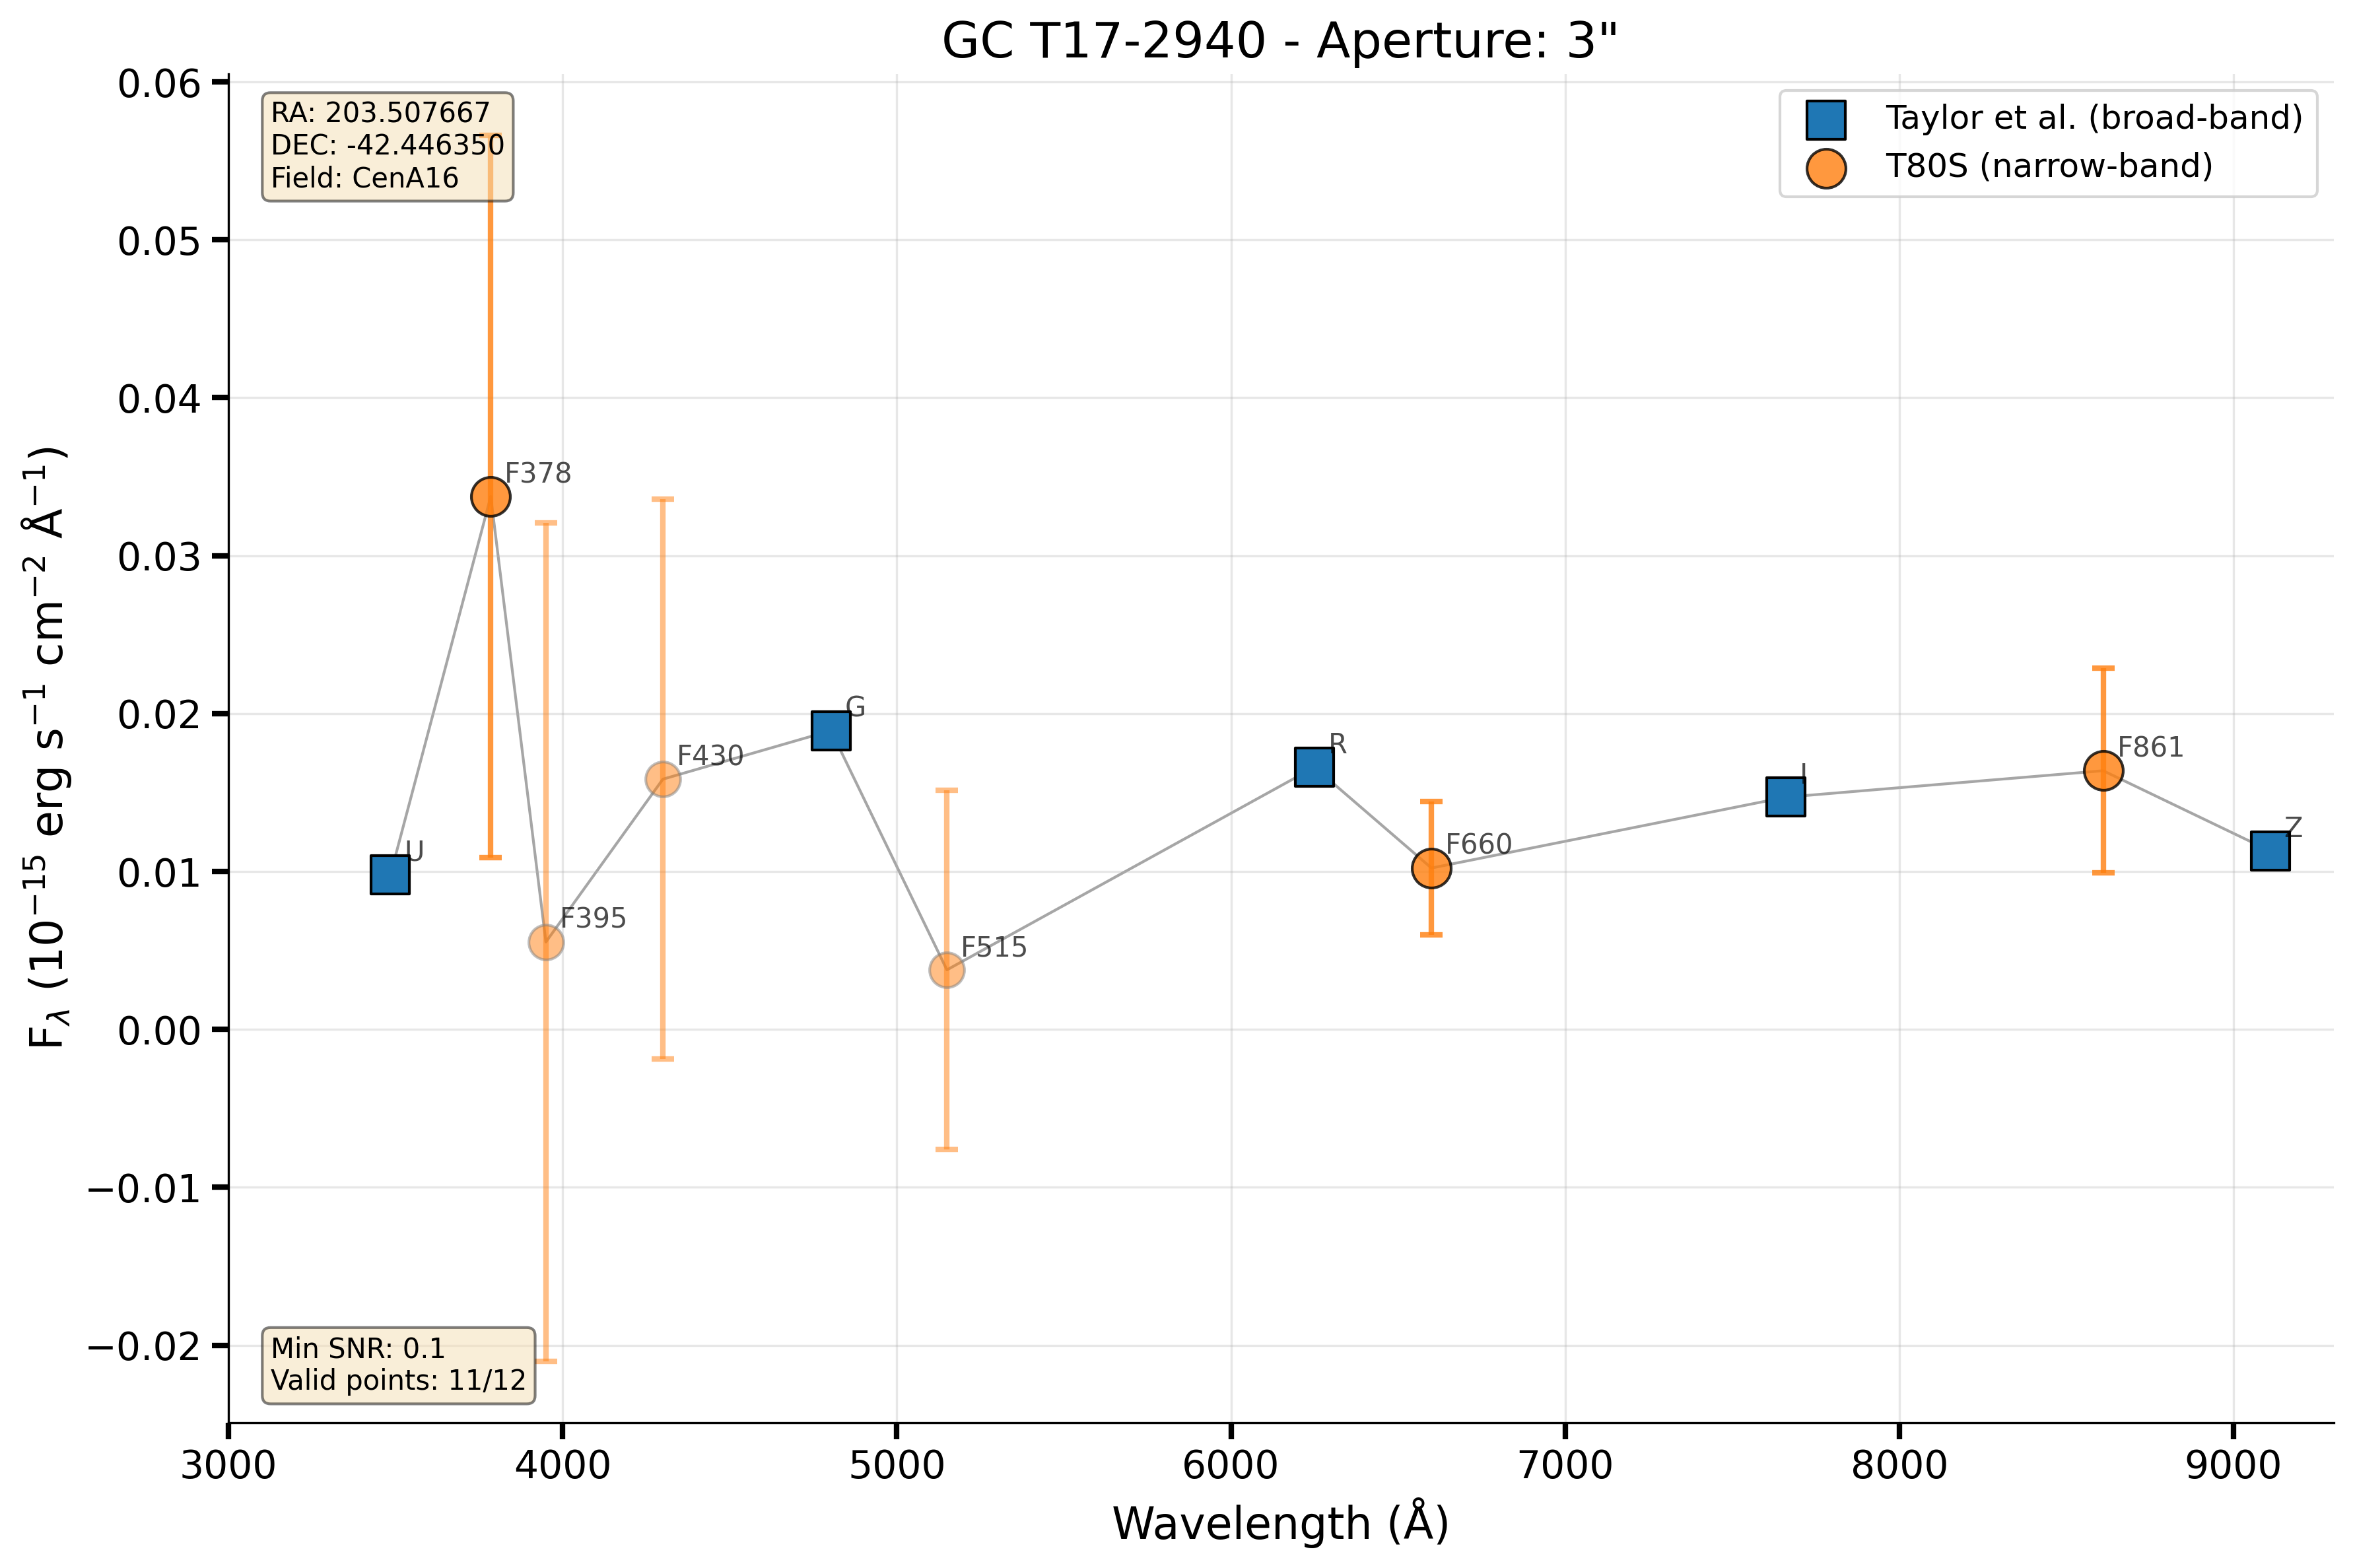 GC T17-2940 - Aperture: 3"
RA: 203.507667
DEC: -42.446350
Field: CenA16
Taylor et al. (broad-band)
T80S (narrow-band)
0.06
0.05
0.04
0.03
0.02
0.01
0.00
−0.01
−0.02
F$_λ$ (10⁻¹⁵ erg s⁻¹ cm⁻² Å⁻¹)
U
F378
F395
F430
G
F515
R
F660
I
F861
Z
Min SNR: 0.1
Valid points: 11/12
3000 4000 5000 6000 7000 8000 9000
Wavelength (Å)